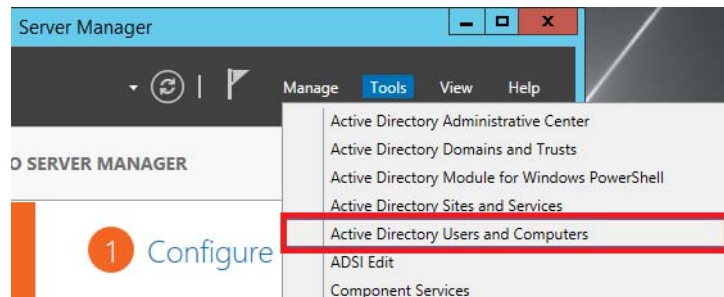 Server Manager
Manage Tools View Help
Active Directory Administrative Center
Active Directory Domains and Trusts
Active Directory Module for Windows PowerShell
Active Directory Sites and Services
Active Directory Users and Computers
ADSI Edit
Component Services
O SERVER MANAGER
1 Configure